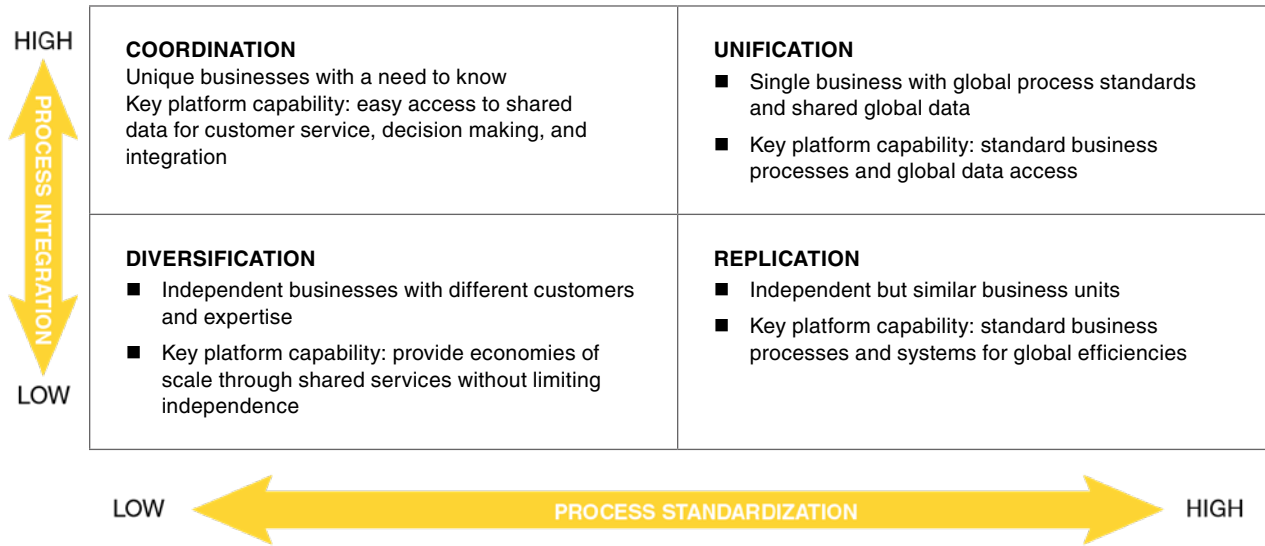 HIGH
PROCESS INTEGRATION
LOW
COORDINATION
Unique businesses with a need to know
Key platform capability: easy access to shared
data for customer service, decision making, and
integration
UNIFICATION
■ Single business with global process standards
and shared global data
■ Key platform capability: standard business
processes and global data access
DIVERSIFICATION
■ Independent businesses with different customers
and expertise
■ Key platform capability: provide economies of
scale through shared services without limiting
independence
REPLICATION
■ Independent but similar business units
■ Key platform capability: standard business
processes and systems for global efficiencies
LOW
PROCESS STANDARDIZATION
HIGH